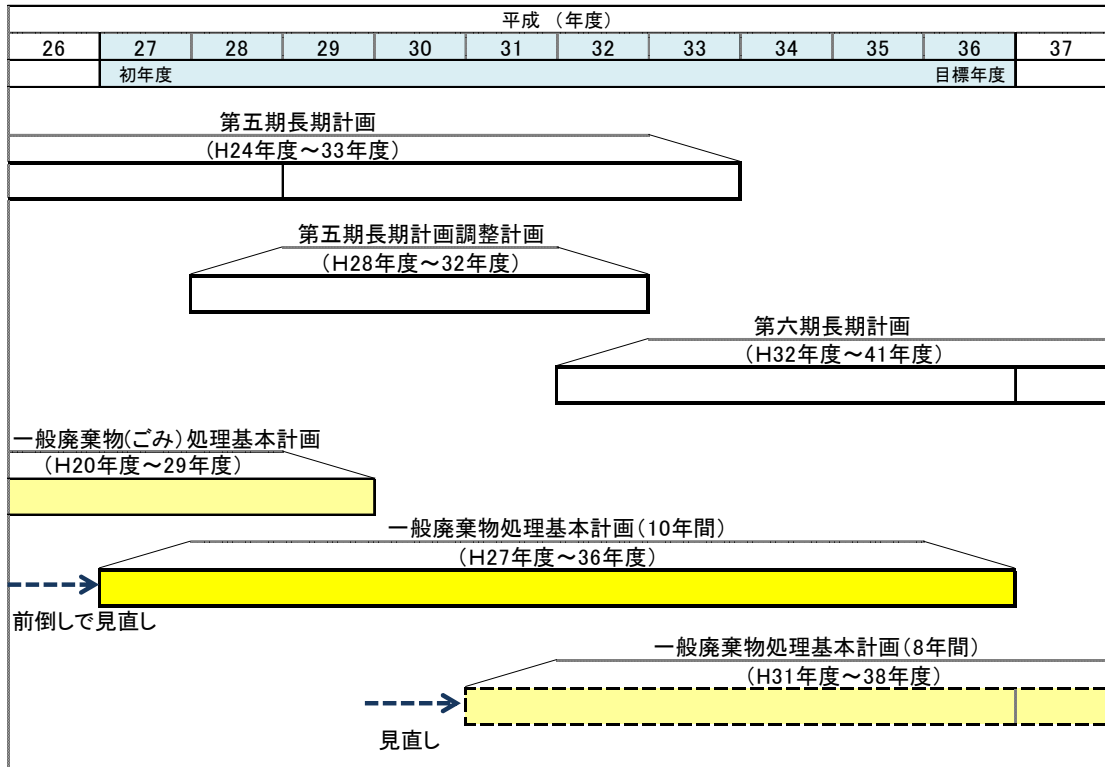 平成 (年度)
26 27 28 29 30 31 32 33 34 35 36 37
初年度 目標年度
第五期長期計画
(H24年度～33年度)
第五期長期計画調整計画
(H28年度～32年度)
第六期長期計画
(H32年度～41年度)
一般廃棄物(ごみ)処理基本計画
(H20年度～29年度)
一般廃棄物処理基本計画(10年間)
(H27年度～36年度)
前倒しで見直し
一般廃棄物処理基本計画(8年間)
(H31年度～38年度)
見直し